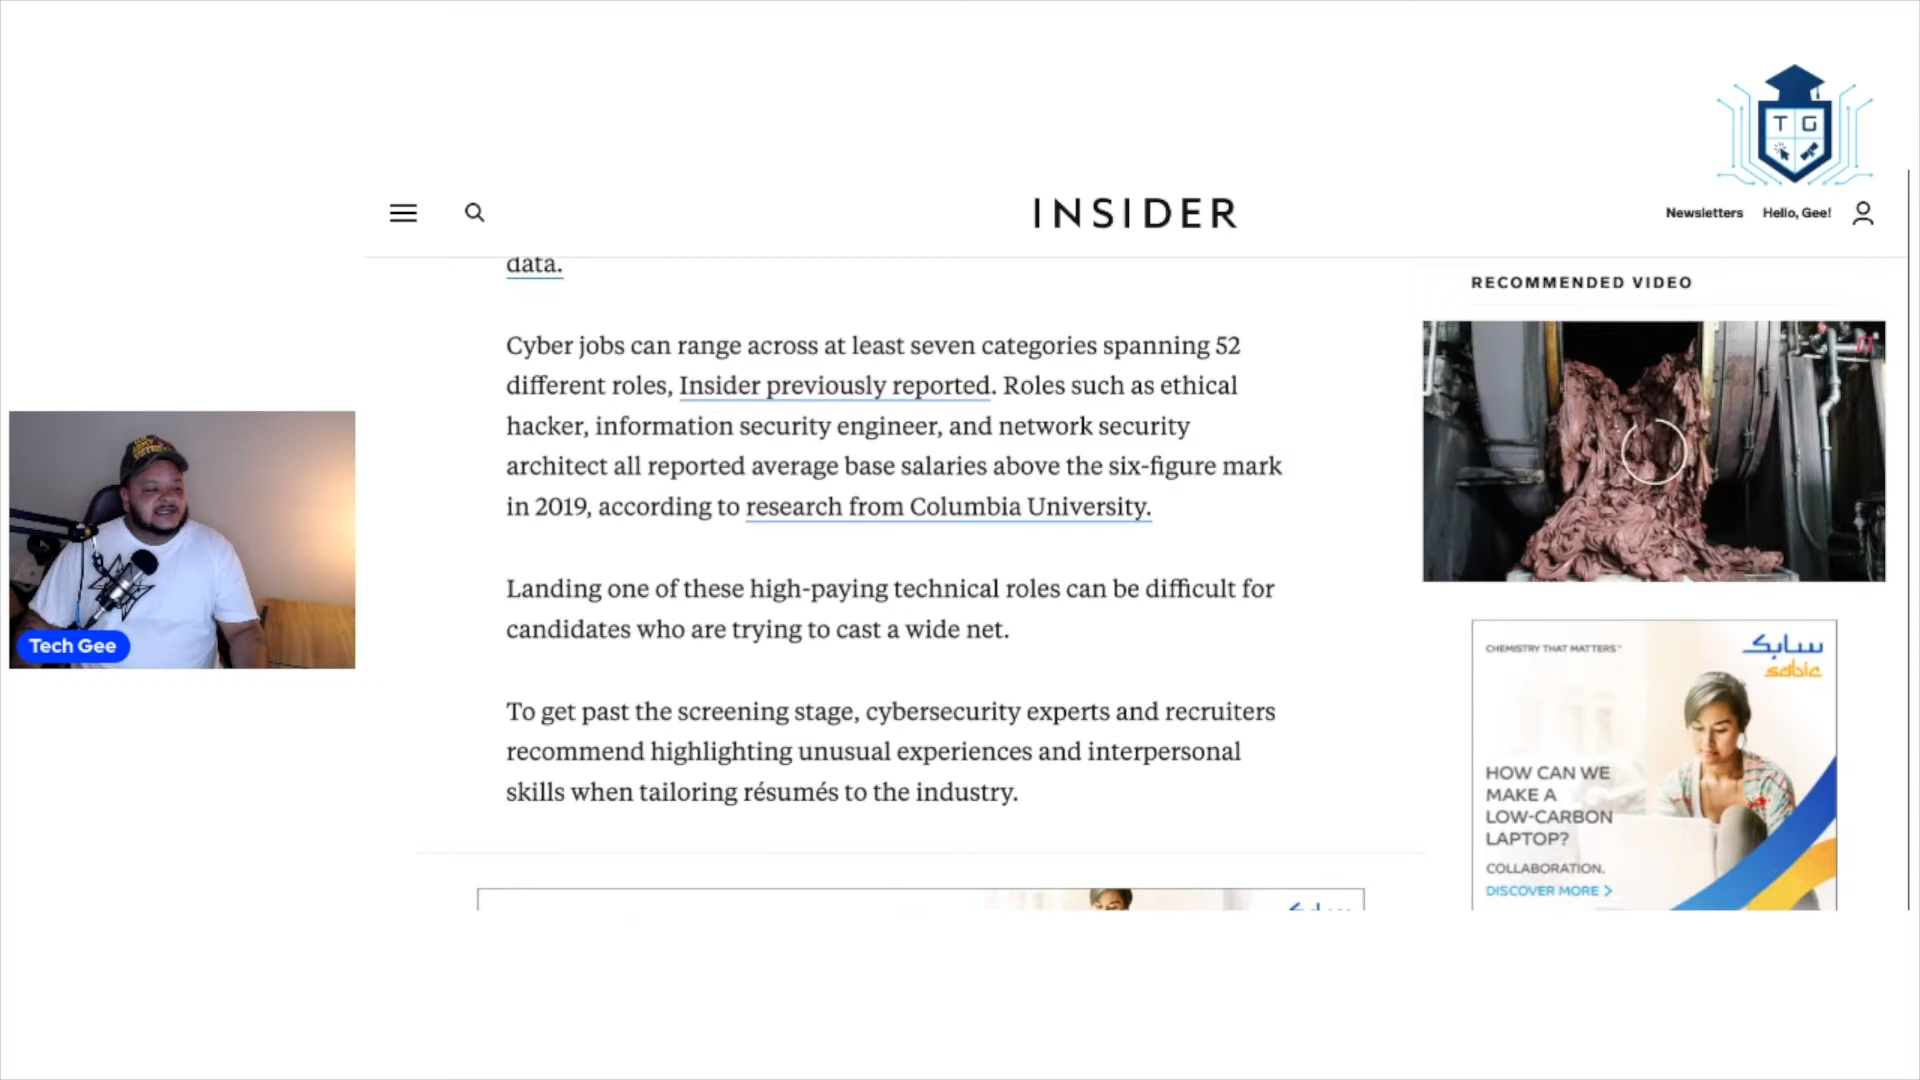 T G
INSIDER
Newsletters
Hello, Gee!
data.
Cyber jobs can range across at least seven categories spanning 52
different roles, Insider previously reported. Roles such as ethical
hacker, information security engineer, and network security
architect all reported average base salaries above the six-figure mark
in 2019, according to research from Columbia University.
Landing one of these high-paying technical roles can be difficult for
candidates who are trying to cast a wide net.
To get past the screening stage, cybersecurity experts and recruiters
recommend highlighting unusual experiences and interpersonal
skills when tailoring résumés to the industry.
Tech Gee
RECOMMENDED VIDEO
CHEMISTRY THAT MATTERS™
سابك
sabic
HOW CAN WE
MAKE A
LOW-CARBON
LAPTOP?
COLLABORATION.
DISCOVER MORE >